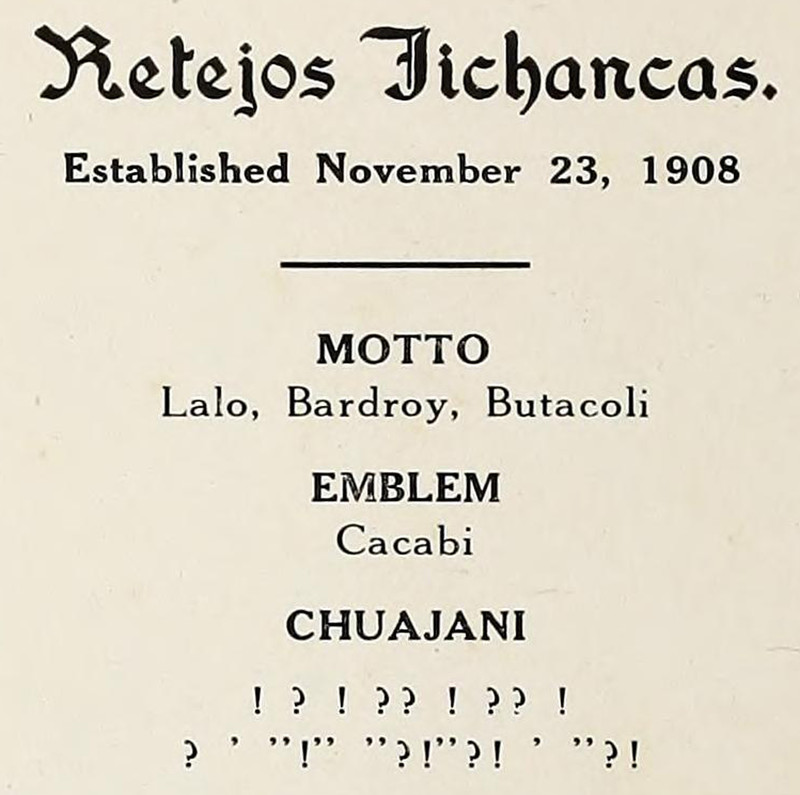 Retejos Jichancas.
Established November 23, 1908
MOTTO
Lalo, Bardroy, Butacoli
EMBLEM
Cacabi
CHUAJANI
! ? ! ?? ! ?? !
? ’ ”!” ”?!”?! ’ ”?!